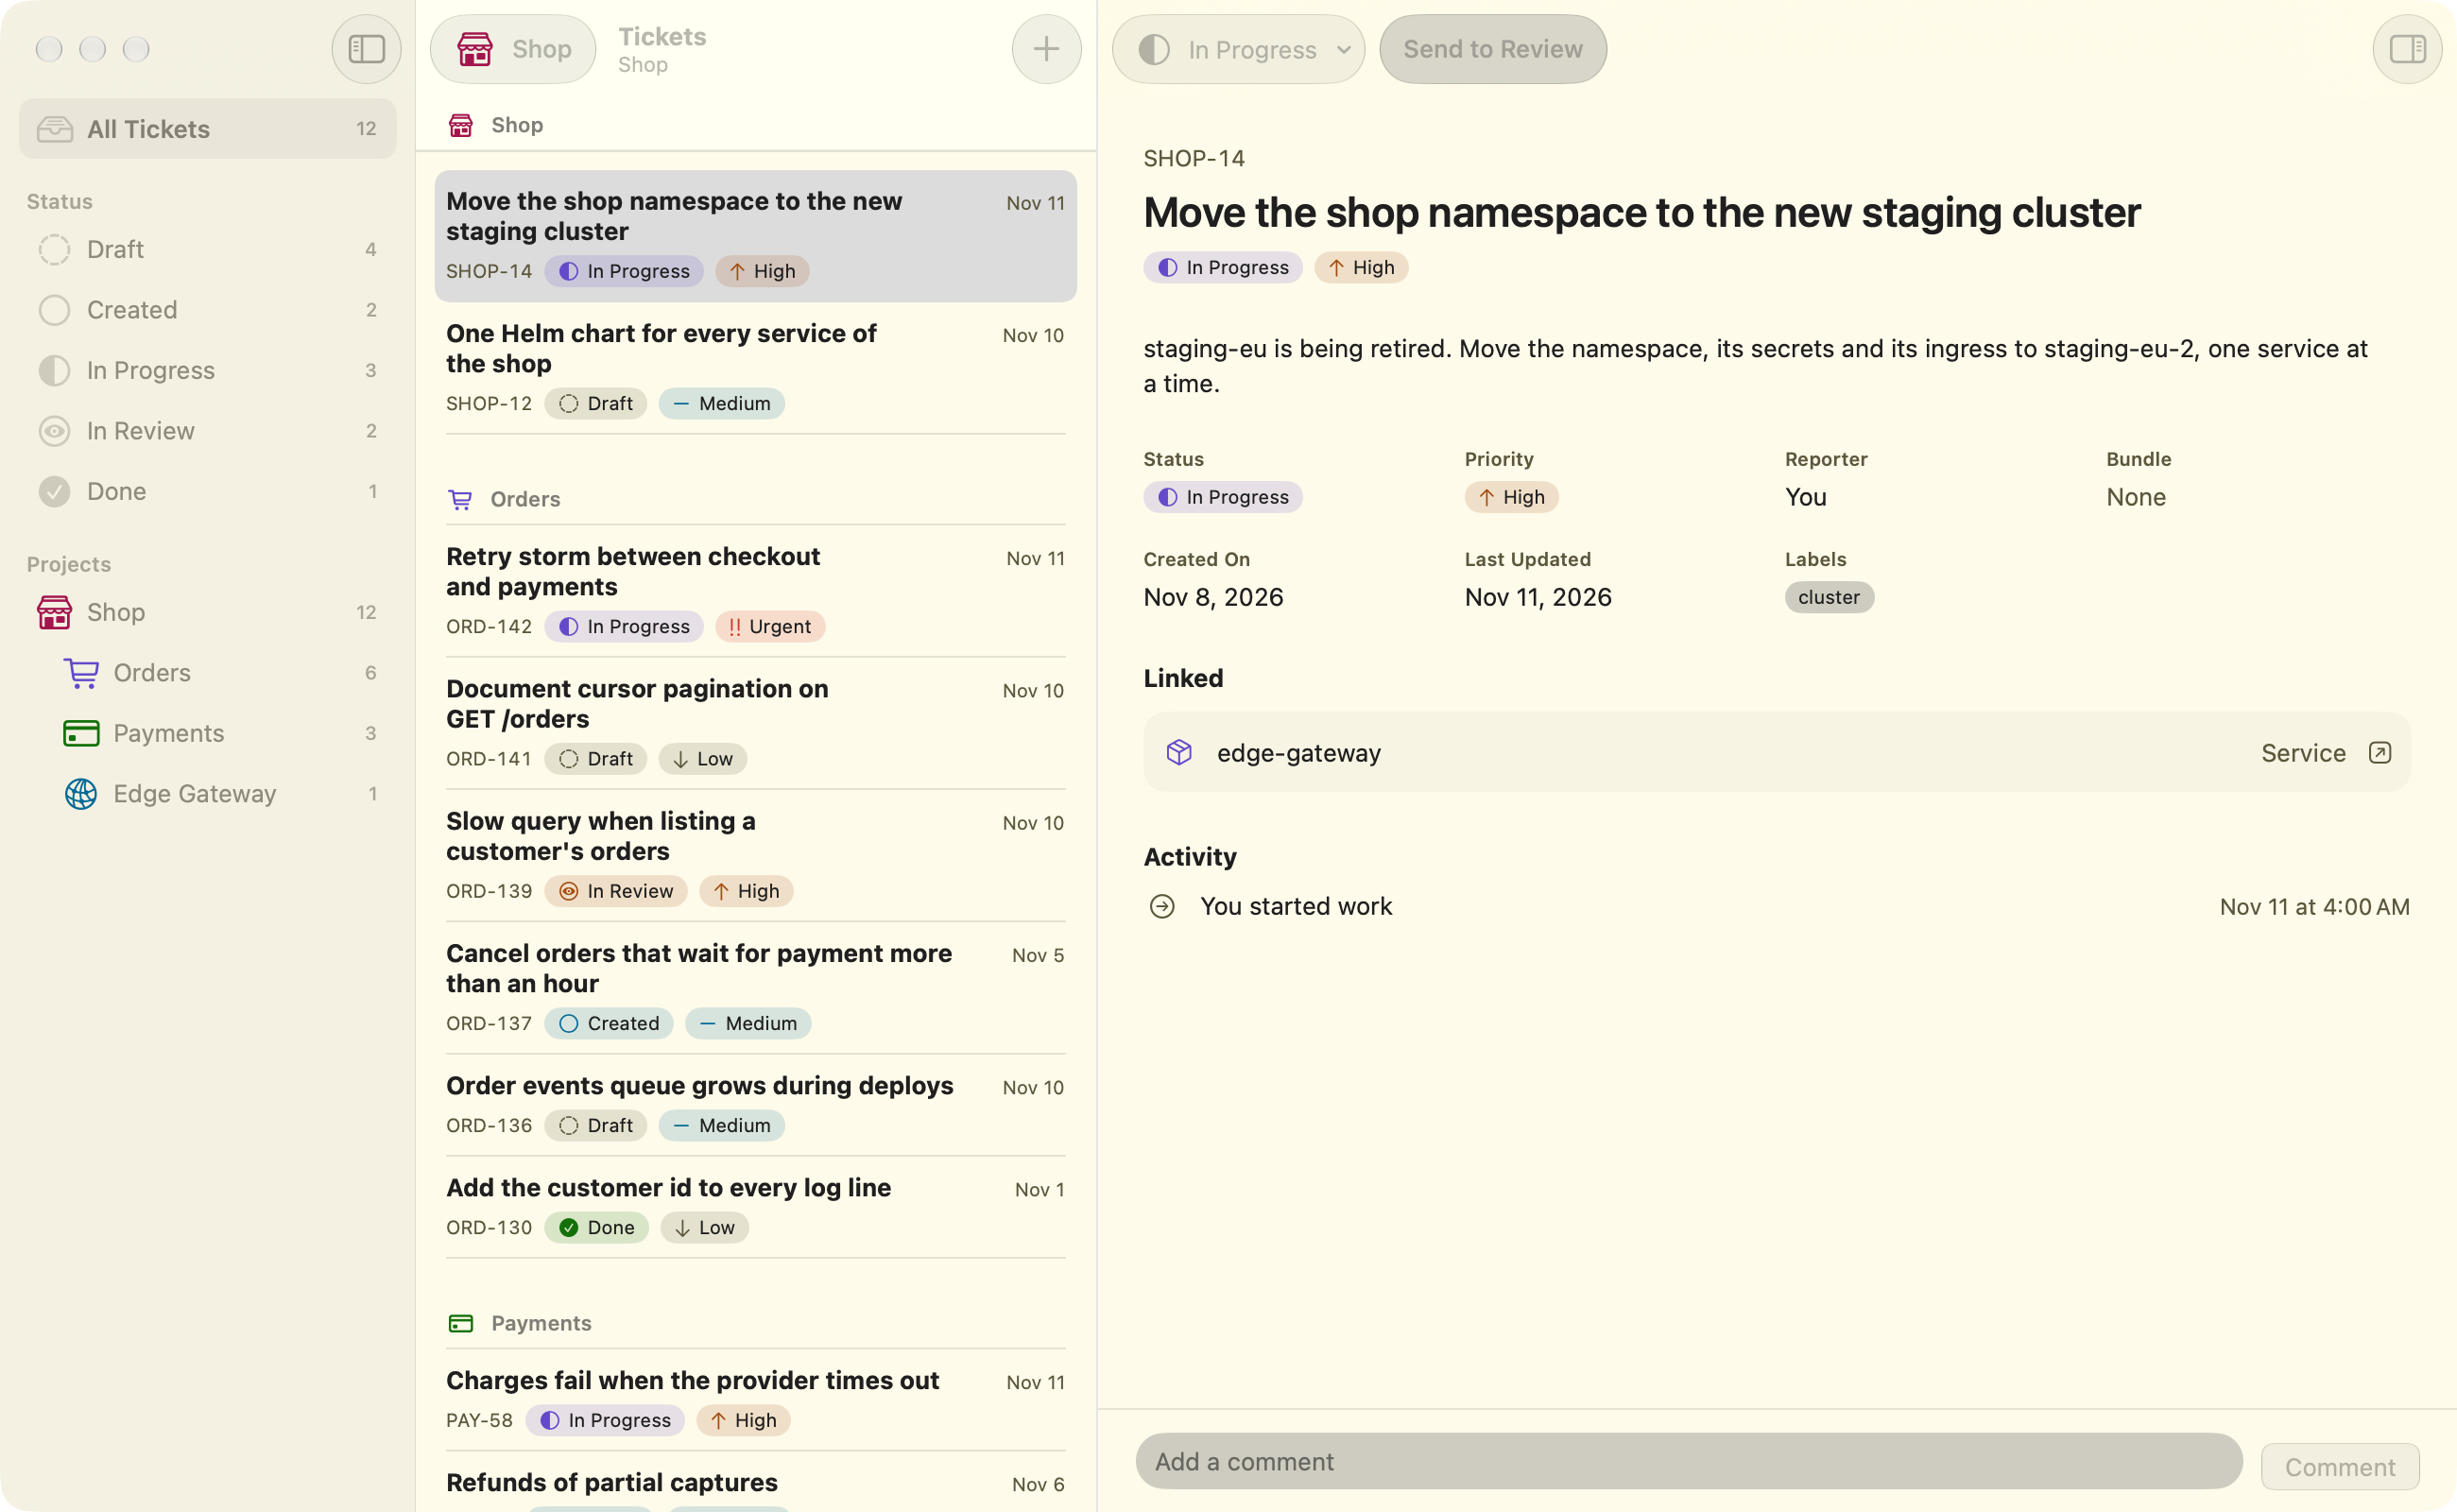 All Tickets 12
Status
Draft 4
Created 2
In Progress 3
In Review 2
Done 1
Projects
Shop 12
Orders 6
Payments 3
Edge Gateway 1
Shop
Tickets
Shop
Shop
Move the shop namespace to the new Nov 11
staging cluster
SHOP-14 In Progress High
One Helm chart for every service of Nov 10
the shop
SHOP-12 Draft Medium
Orders
Retry storm between checkout Nov 11
and payments
ORD-142 In Progress Urgent
Document cursor pagination on Nov 10
GET /orders
ORD-141 Draft Low
Slow query when listing a Nov 10
customer's orders
ORD-139 In Review High
Cancel orders that wait for payment more Nov 5
than an hour
ORD-137 Created Medium
Order events queue grows during deploys Nov 10
ORD-136 Draft Medium
Add the customer id to every log line Nov 1
ORD-130 Done Low
Payments
Charges fail when the provider times out Nov 11
PAY-58 In Progress High
Refunds of partial captures Nov 6
In Progress Send to Review
SHOP-14
Move the shop namespace to the new staging cluster
In Progress High
staging-eu is being retired. Move the namespace, its secrets and its ingress to staging-eu-2, one service at
a time.
Status Priority Reporter Bundle
In Progress High You None
Created On Last Updated Labels
Nov 8, 2026 Nov 11, 2026 cluster
Linked
edge-gateway Service
Activity
You started work Nov 11 at 4:00 AM
Add a comment Comment